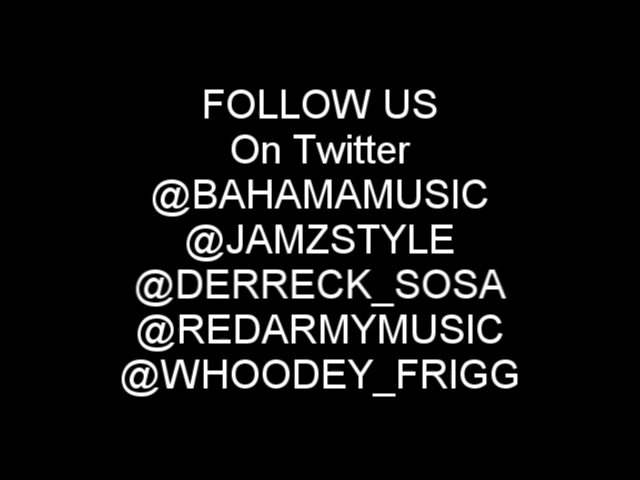 FOLLOW US
On Twitter
@BAHAMAMUSIC
@JAMZSTYLE
@DERRECK_SOSA
@REDARMYMUSIC
@WHOODEY_FRIGG